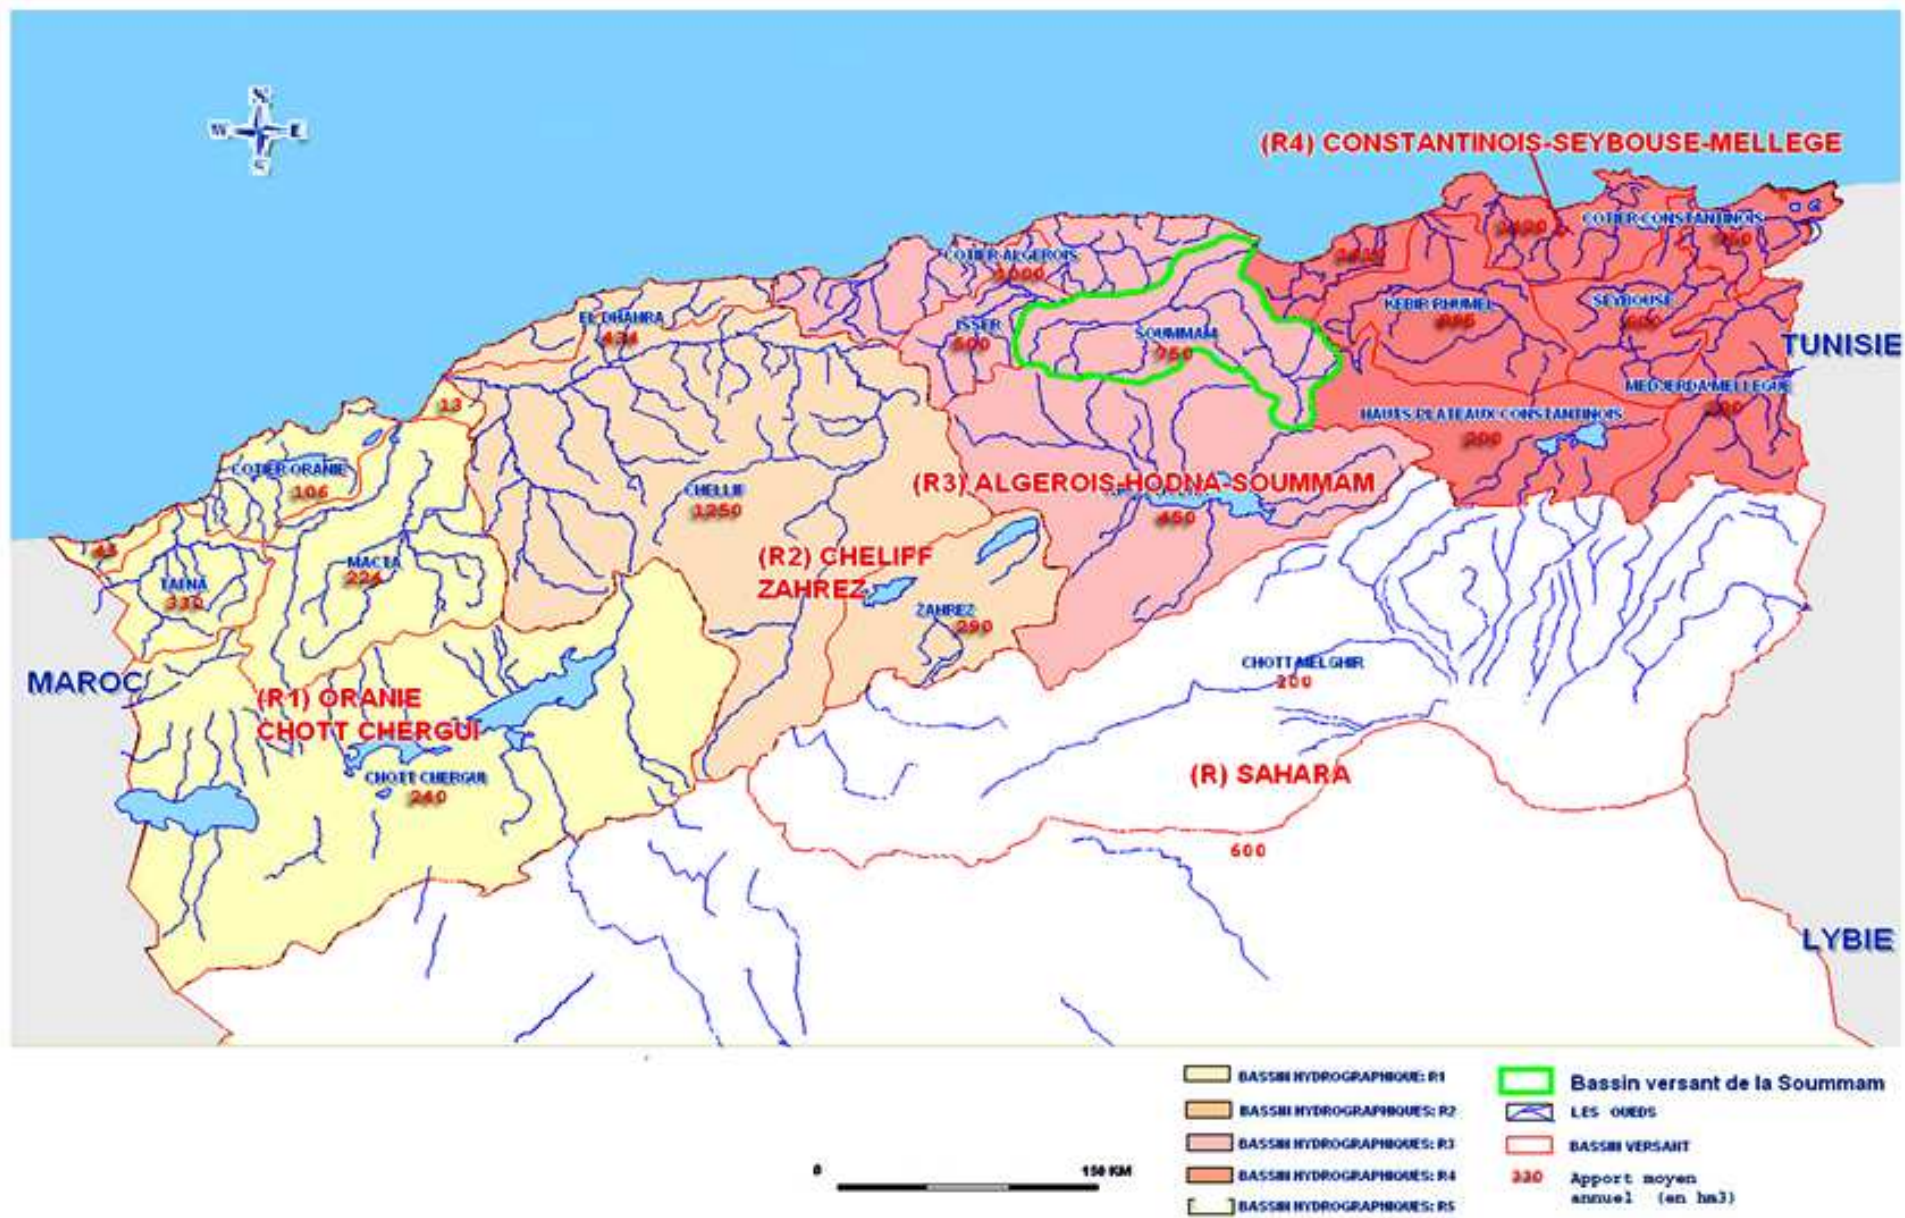 N
W E
S
(R4) CONSTANTINOIS-SEYBOUSE-MELLEGE
COTIER CONSTANTINOIS
COTIER ALGEROIS
1000
KEBIR RHUMEL
SEYBOUSE
EL DHAHRA
434
ISSER
500
SOUMMAM
750
TUNISIE
MEDJERDA MELLEGUE
13
HAUTS PLATEAUX CONSTANTINOIS
200
COTIER ORANIE
106
CHELLIF
1250
(R3) ALGEROIS-HODNA-SOUMMAM
450
(R2) CHELIFF
ZAHREZ
MACTA
224
TAFNA
330
ZAHREZ
290
CHOTT MELGHIR
200
MAROC
(R1) ORANIE
CHOTT CHERGUI
CHOTT CHERGUI
240
(R) SAHARA
600
LYBIE
BASSIN HYDROGRAPHIQUE: R1
BASSIN HYDROGRAPHIQUES: R2
BASSIN HYDROGRAPHIQUES: R3
BASSIN HYDROGRAPHIQUES: R4
BASSIN HYDROGRAPHIQUES: R5
Bassin versant de la Soummam
LES OUEDS
BASSIN VERSANT
330 Apport moyen
annuel (en hm3)
0 150 KM